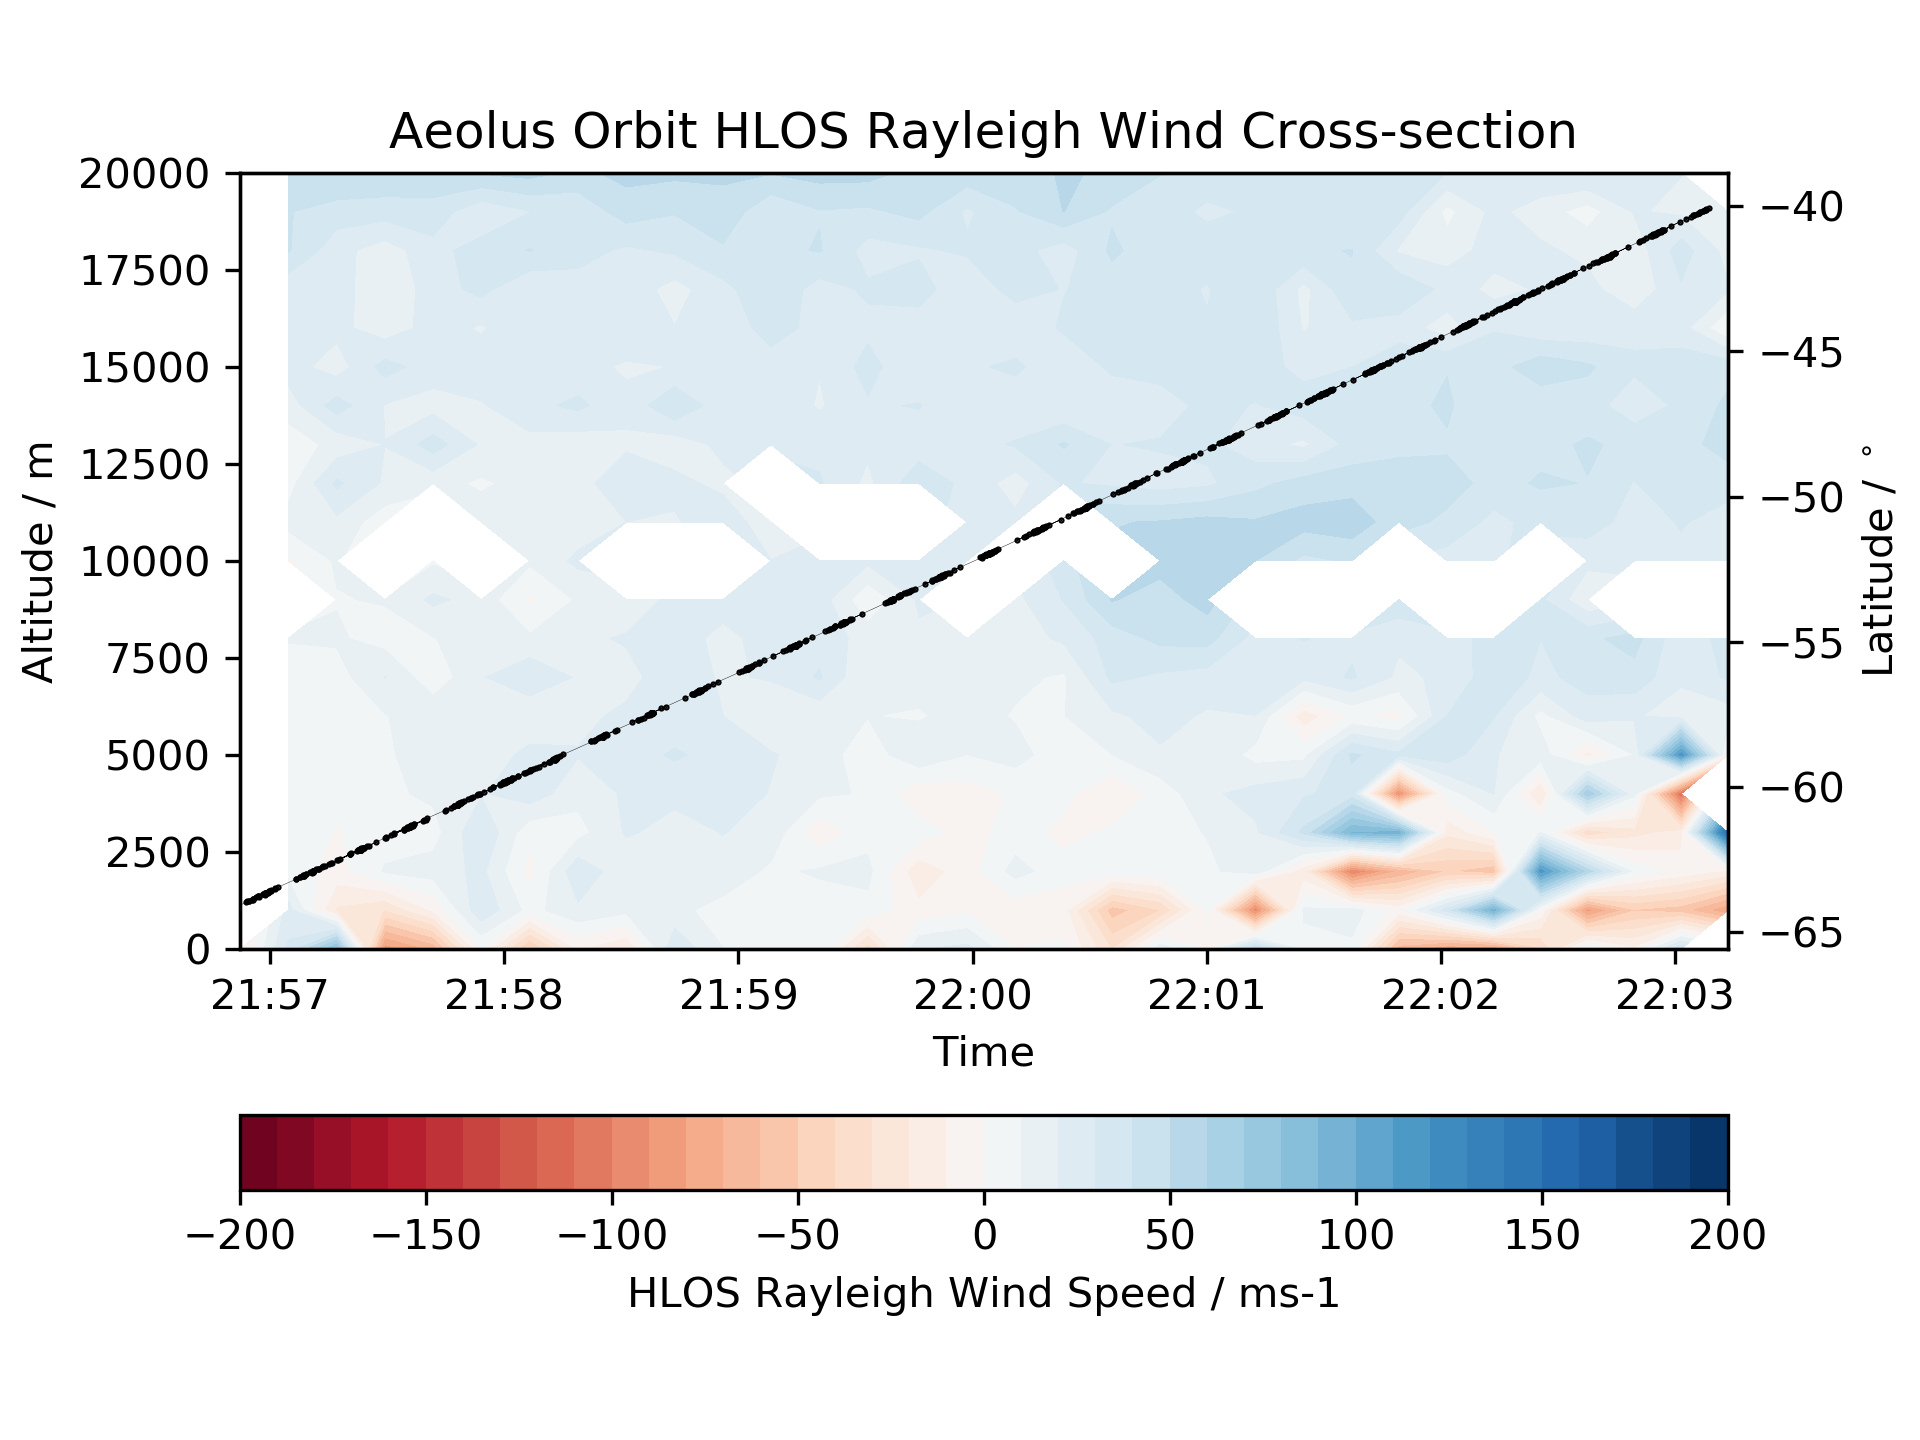 Aeolus Orbit HLOS Rayleigh Wind Cross-section
20000
17500
15000
12500
10000
7500
5000
2500
0
Altitude / m
−40
−45
−50
−55
−60
−65
Latitude / °
21:57 21:58 21:59 22:00 22:01 22:02 22:03
Time
−200 −150 −100 −50 0 50 100 150 200
HLOS Rayleigh Wind Speed / ms-1